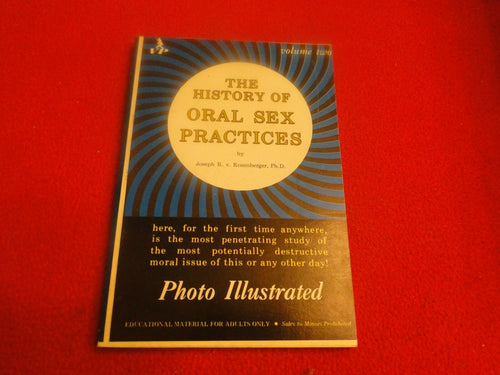 VP
volume two
THE
HISTORY OF
ORAL SEX
PRACTICES
by
Joseph R. v. Rosenberger, Ph.D.
here, for the first time anywhere,
is the most penetrating study of
the most potentially destructive
moral issue of this or any other day!
Photo Illustrated
EDUCATIONAL MATERIAL FOR ADULTS ONLY ★ Sales to Minors Prohibited